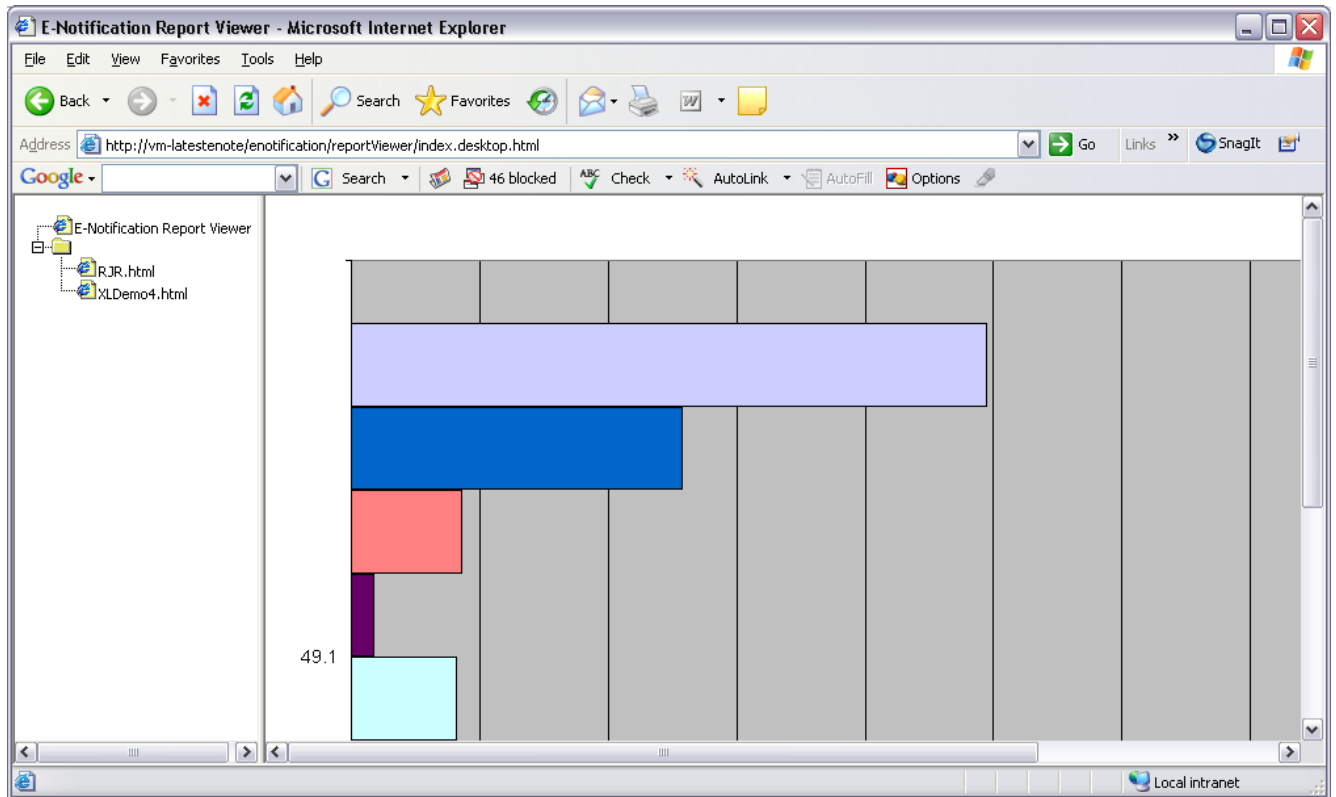 E-Notification Report Viewer - Microsoft Internet Explorer
File Edit View Favorites Tools Help
Back Search Favorites W
Address http://vm-latestenote/enotification/reportViewer/index.desktop.html Go Links » SnagIt
Google G Search 46 blocked ABC Check AutoLink AutoFill Options
E-Notification Report Viewer
RJR.html
XLDemo4.html
49.1
Local intranet